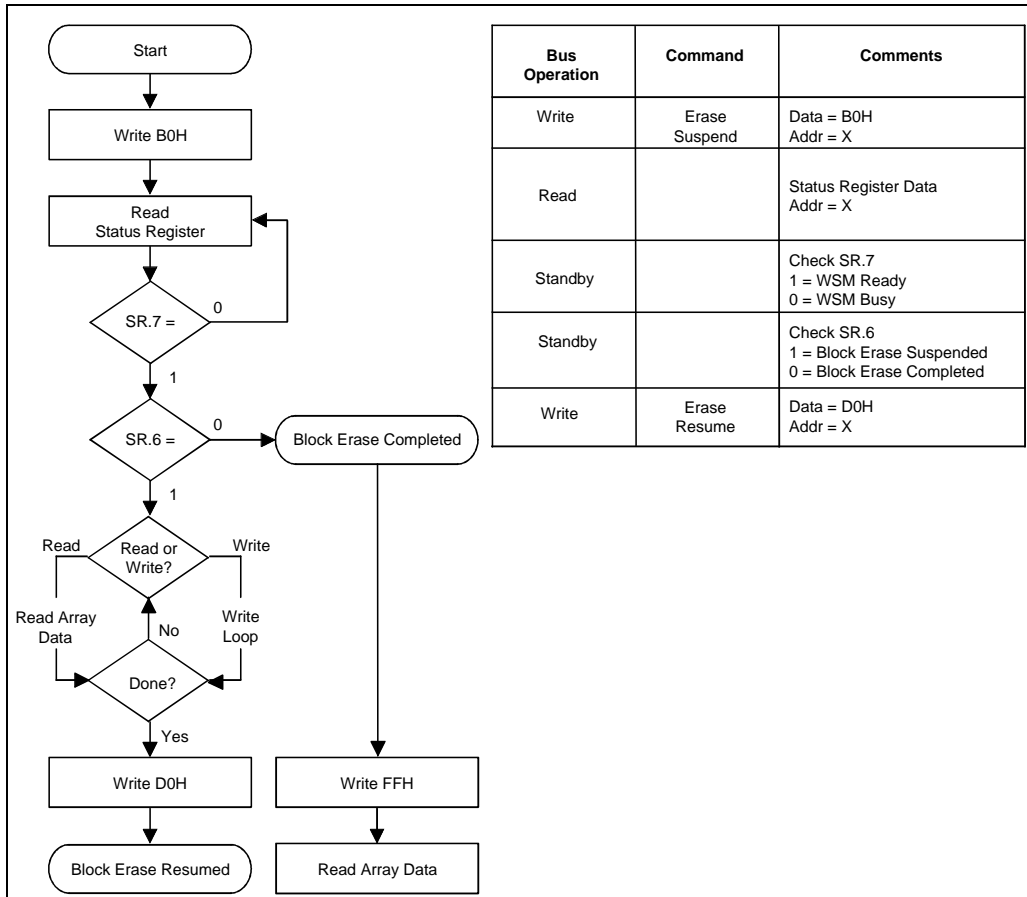 Start
Write B0H
Read
Status Register
SR.7 =
0
1
SR.6 =
0
Block Erase Completed
1
Read
Read or
Write?
Write
Read Array
Data
No
Write
Loop
Done?
Yes
Write D0H
Write FFH
Block Erase Resumed
Read Array Data
Bus
Operation
Command
Comments
Write
Erase
Suspend
Data = B0H
Addr = X
Read
Status Register Data
Addr = X
Standby
Check SR.7
1 = WSM Ready
0 = WSM Busy
Standby
Check SR.6
1 = Block Erase Suspended
0 = Block Erase Completed
Write
Erase
Resume
Data = D0H
Addr = X